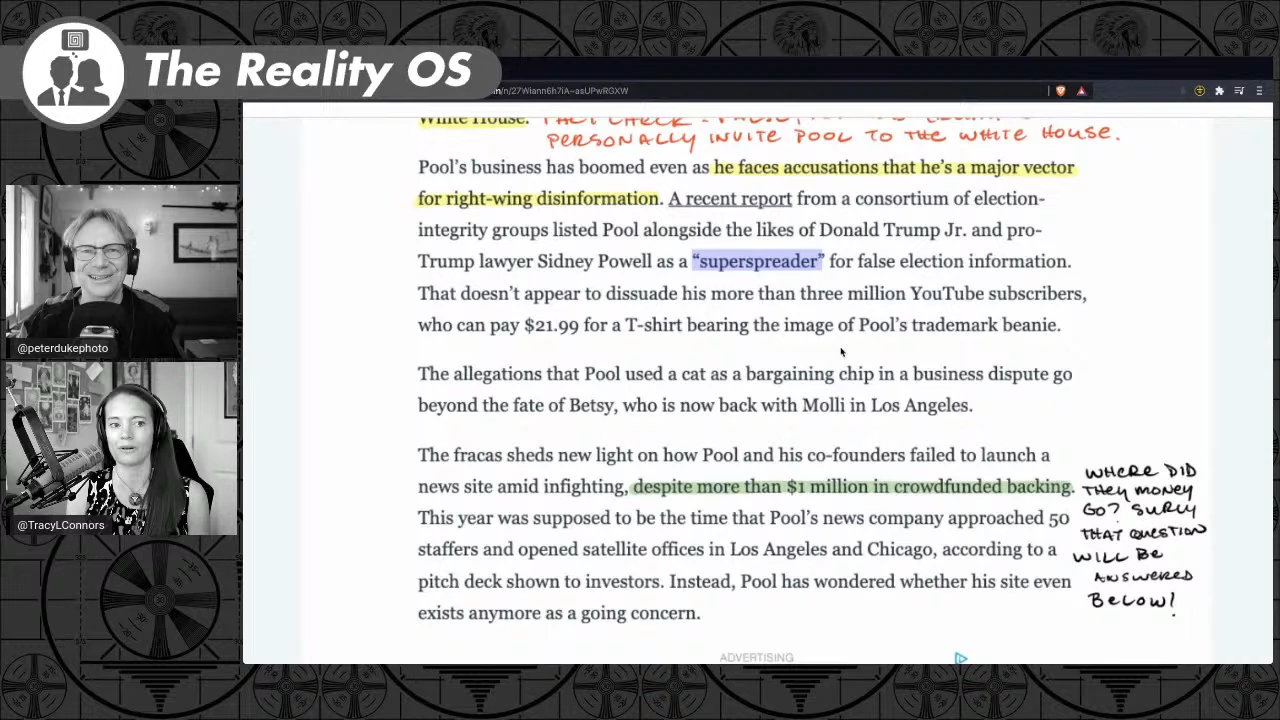 The Reality OS
n/n/27Wiann6h7iA-asUPwRGXW
White House.
PERSONALLY INVITE POOL TO THE WHITE HOUSE.
Pool's business has boomed even as he faces accusations that he's a major vector
for right-wing disinformation. A recent report from a consortium of election-
integrity groups listed Pool alongside the likes of Donald Trump Jr. and pro-
Trump lawyer Sidney Powell as a “superspreader” for false election information.
That doesn't appear to dissuade his more than three million YouTube subscribers,
who can pay $21.99 for a T-shirt bearing the image of Pool's trademark beanie.
The allegations that Pool used a cat as a bargaining chip in a business dispute go
beyond the fate of Betsy, who is now back with Molli in Los Angeles.
The fracas sheds new light on how Pool and his co-founders failed to launch a
news site amid infighting, despite more than $1 million in crowdfunded backing.
This year was supposed to be the time that Pool's news company approached 50
staffers and opened satellite offices in Los Angeles and Chicago, according to a
pitch deck shown to investors. Instead, Pool has wondered whether his site even
exists anymore as a going concern.
WHERE DID
THEY MONEY
GO? SURLY
THAT QUESTION
WILL BE
ANSWERED
BELOW!
ADVERTISING
@peterdukephoto
@TracyLConnors